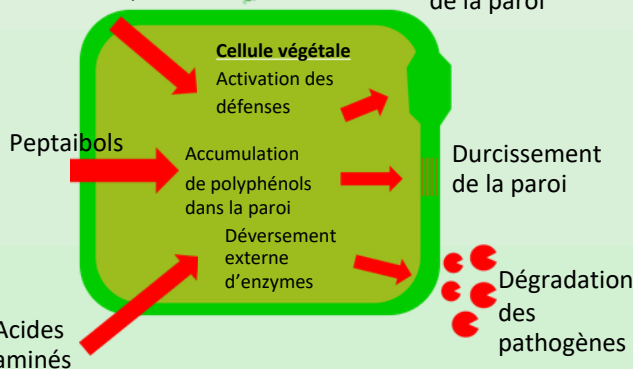 de la paroi
Cellule végétale
Activation des
défenses
Peptaibols
Accumulation
de polyphénols
dans la paroi
Durcissement
de la paroi
Déversement
externe
d'enzymes
Dégradation
des
pathogènes
Acides
aminés